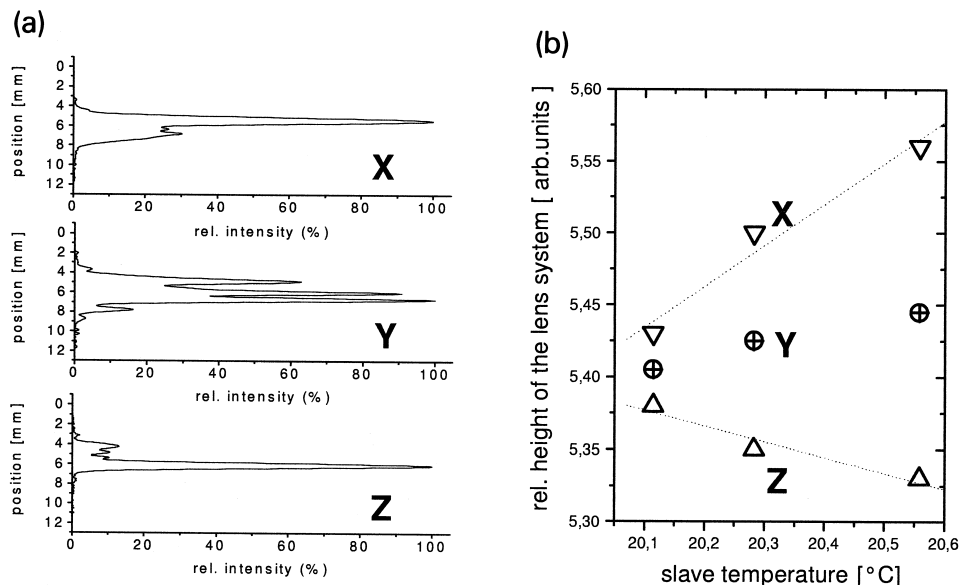 (a)
position [mm]
0
2
4
6
8
10
12
X
0 20 40 60 80 100
rel. intensity (%)
position [mm]
0
2
4
6
8
10
12
Y
0 20 40 60 80 100
rel. intensity (%)
position [mm]
0
2
4
6
8
10
12
Z
0 20 40 60 80 100
rel. intensity (%)
(b)
rel. height of the lens system [ arb.units ]
5,60
5,55
5,50
5,45
5,40
5,35
5,30
X
Y
Z
20,1 20,2 20,3 20,4 20,5 20,6
slave temperature [°C]